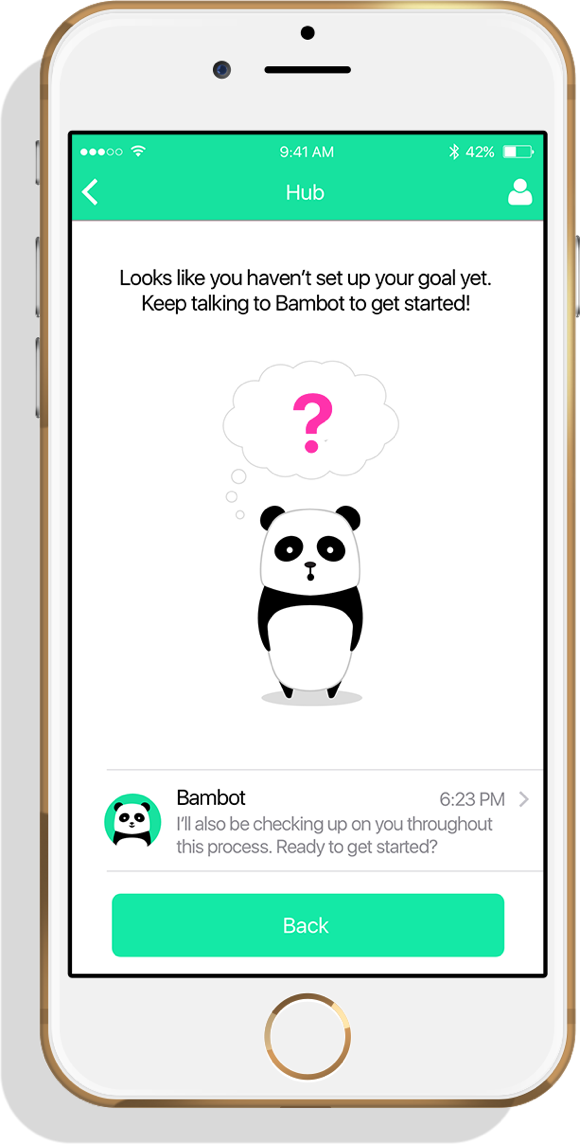 9:41 AM 42%
Hub
Looks like you haven’t set up your goal yet.
Keep talking to Bambot to get started!
?
Bambot 6:23 PM
I’ll also be checking up on you throughout
this process. Ready to get started?
Back